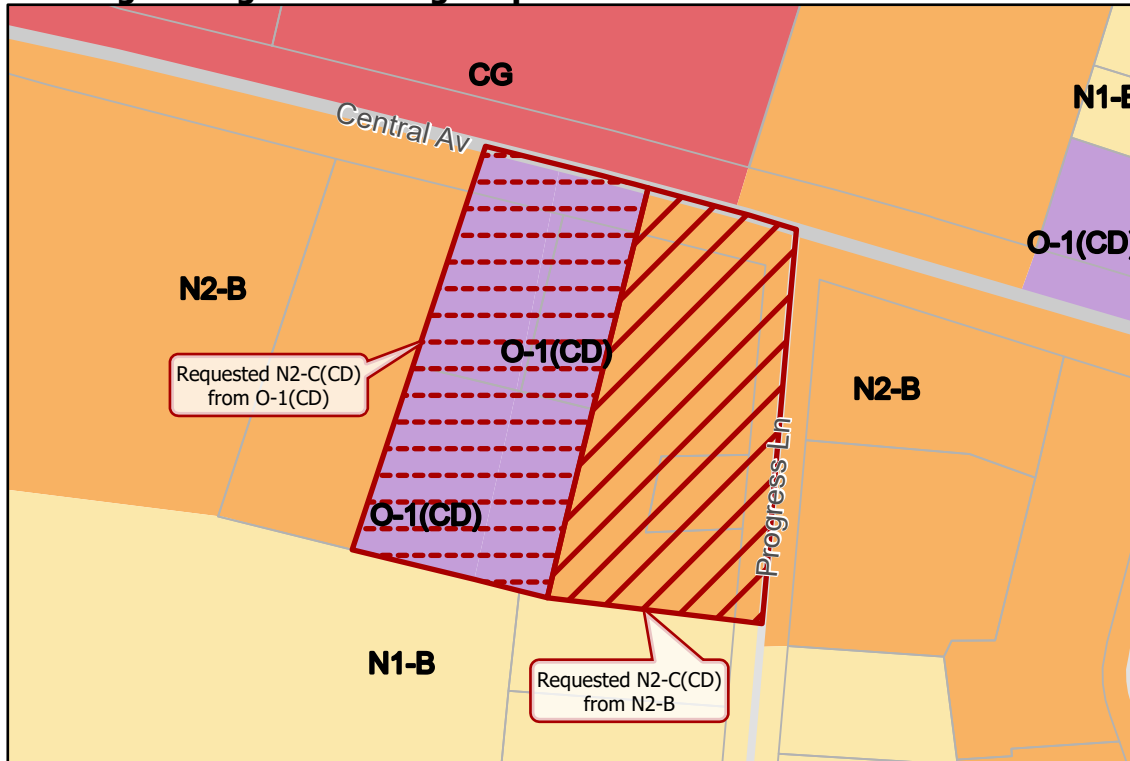 CG
N1-B
Central Av
O-1(CD)
N2-B
O-1(CD)
Requested N2-C(CD)
from O-1(CD)
N2-B
Progress Ln
O-1(CD)
N1-B
Requested N2-C(CD)
from N2-B